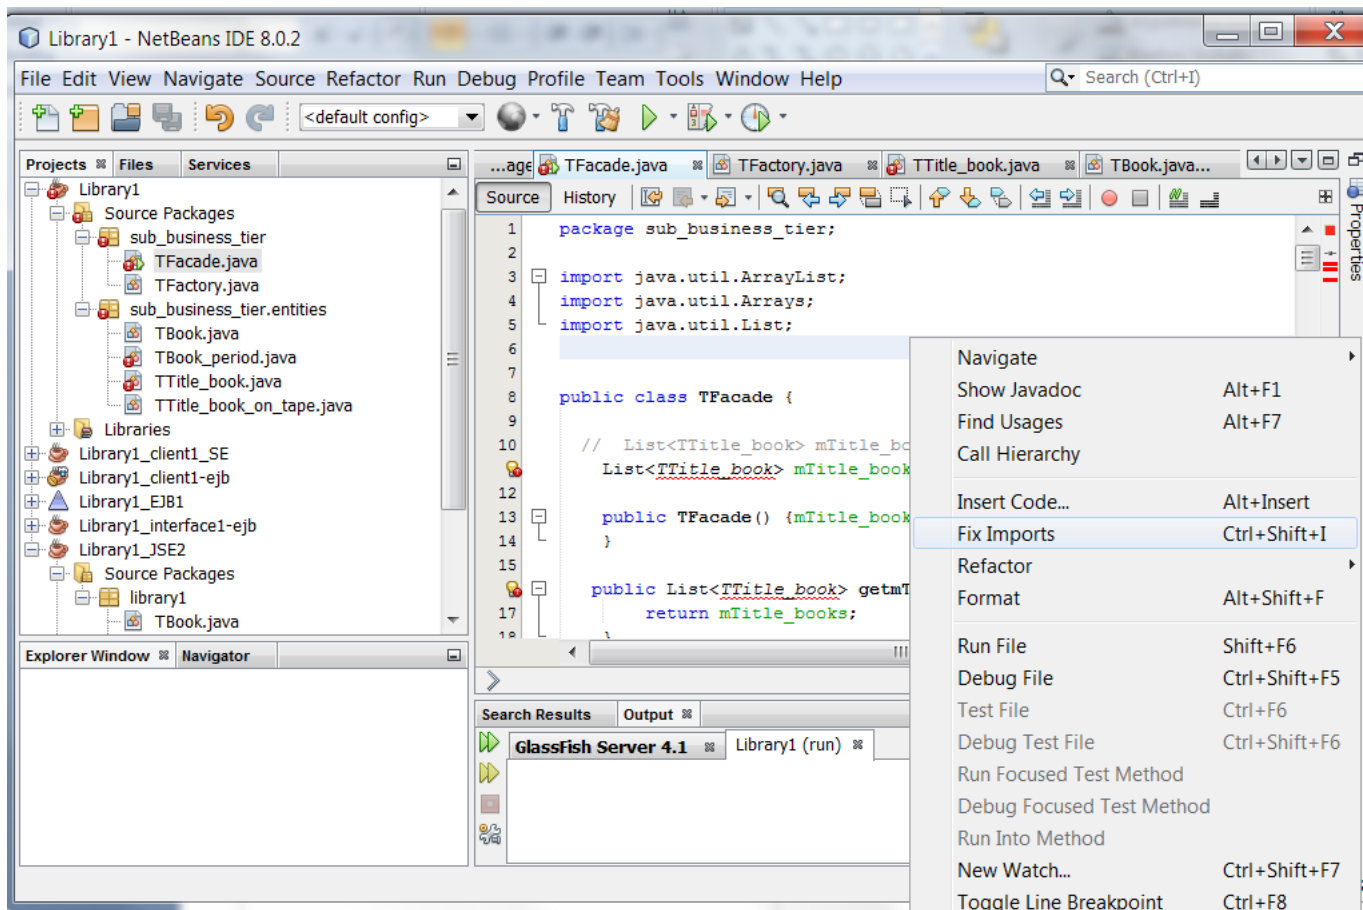 Library1 - NetBeans IDE 8.0.2
File Edit View Navigate Source Refactor Run Debug Profile Team Tools Window Help
Search (Ctrl+I)
<default config>
Projects Files Services
Library1
Source Packages
sub_business_tier
TFacade.java
TFactory.java
sub_business_tier.entities
TBook.java
TBook_period.java
TTitle_book.java
TTitle_book_on_tape.java
Libraries
Library1_client1_SE
Library1_client1-ejb
Library1_EJB1
Library1_interface1-ejb
Library1_JSE2
Source Packages
library1
TBook.java
Explorer Window Navigator
...age TFacade.java TFactory.java TTitle_book.java TBook.java...
Source History
Properties
1 package sub_business_tier;
2
3 import java.util.ArrayList;
4 import java.util.Arrays;
5 import java.util.List;
6
7
8 public class TFacade {
9
10 // List<TTitle_book> mTitle_bo
List<TTitle_book> mTitle_book
12
13 public TFacade() {mTitle_book
14 }
15
public List<TTitle_book> getmT
17 return mTitle_books;
18 }
Search Results Output
GlassFish Server 4.1 Library1 (run)
Navigate
Show Javadoc Alt+F1
Find Usages Alt+F7
Call Hierarchy
Insert Code... Alt+Insert
Fix Imports Ctrl+Shift+I
Refactor
Format Alt+Shift+F
Run File Shift+F6
Debug File Ctrl+Shift+F5
Test File Ctrl+F6
Debug Test File Ctrl+Shift+F6
Run Focused Test Method
Debug Focused Test Method
Run Into Method
New Watch... Ctrl+Shift+F7
Toggle Line Breakpoint Ctrl+F8